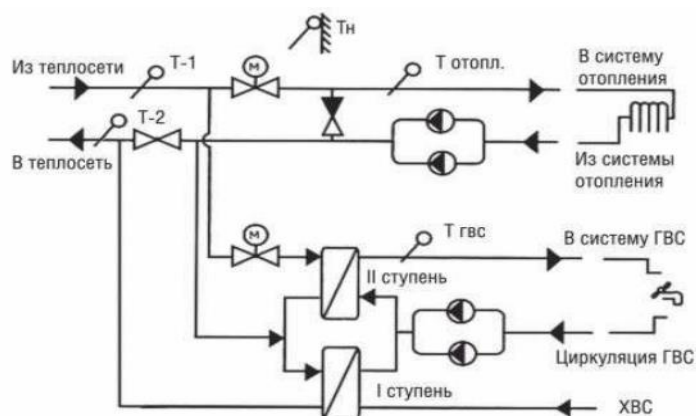 Тн
Т-1
М
Т отопл.
Из теплосети
В систему
отопления
Т-2
В теплосеть
Из системы
отопления
М
Т гвс
В систему ГВС
II ступень
Циркуляция ГВС
I ступень
ХВС